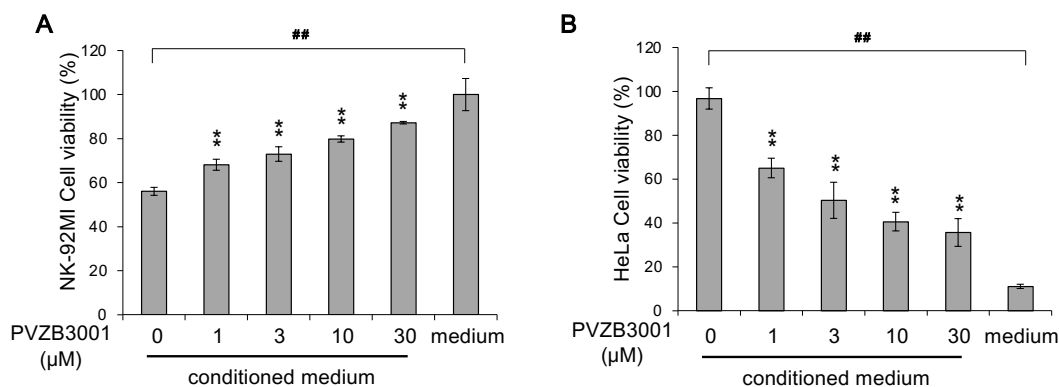 A
##
NK-92MI Cell viability (%)
120
100
80
60
40
20
0
**
**
**
**
PVZB3001
(µM)
0 1 3 10 30 medium
conditioned medium
B
##
HeLa Cell viability (%)
120
100
80
60
40
20
0
**
**
**
**
PVZB3001
(µM)
0 1 3 10 30 medium
conditioned medium